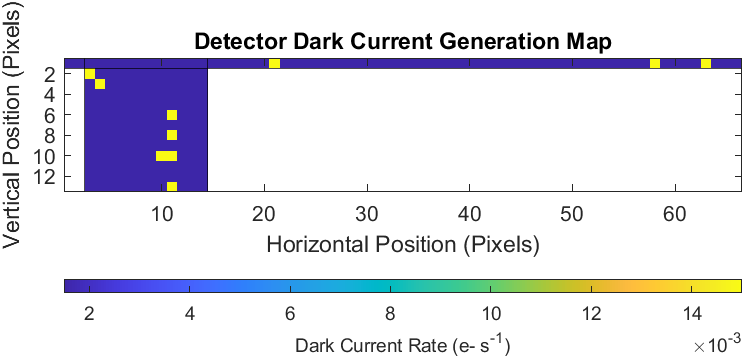 Detector Dark Current Generation Map
Vertical Position (Pixels)
2
4
6
8
10
12
10 20 30 40 50 60
Horizontal Position (Pixels)
2 4 6 8 10 12 14
Dark Current Rate (e- s-1)
×10-3